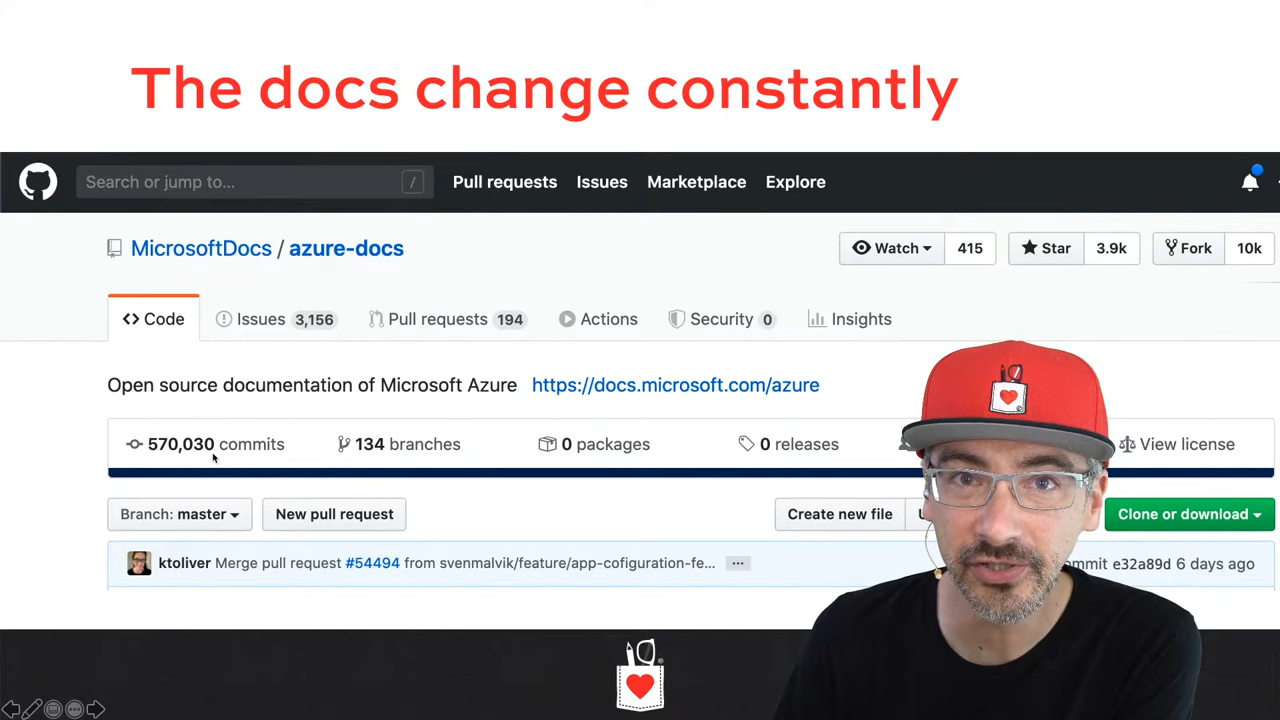 The docs change constantly
Search or jump to... /
Pull requests Issues Marketplace Explore
MicrosoftDocs / azure-docs
Watch 415 Star 3.9k Fork 10k
Code Issues 3,156 Pull requests 194 Actions Security 0 Insights
Open source documentation of Microsoft Azure https://docs.microsoft.com/azure
570,030 commits 134 branches 0 packages 0 releases View license
Branch: master New pull request Create new file Clone or download
ktoliver Merge pull request #54494 from svenmalvik/feature/app-cofiguration-fe... ... e32a89d 6 days ago